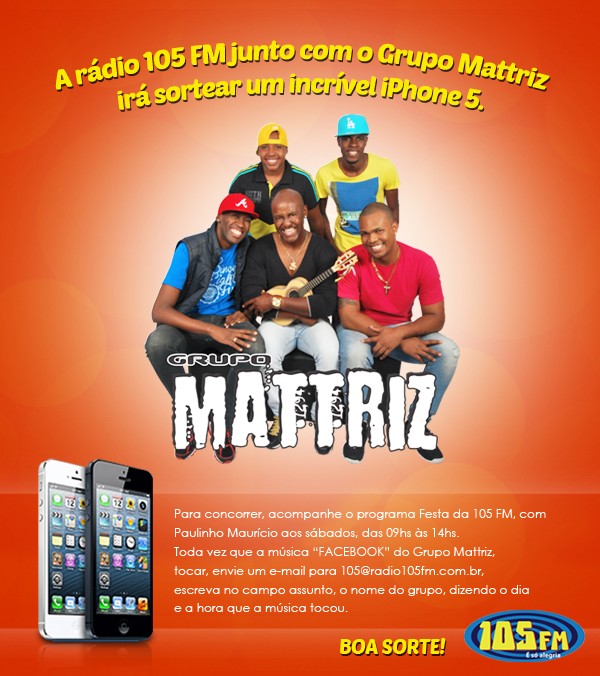 A rádio 105 FM junto com o Grupo Mattriz
irá sortear um incrível iPhone 5.
GRUPO
MATTRIZ
Para concorrer, acompanhe o programa Festa da 105 FM, com
Paulinho Maurício aos sábados, das 09hs às 14hs.
Toda vez que a música “FACEBOOK” do Grupo Mattriz,
tocar, envie um e-mail para 105@radio105fm.com.br,
escreva no campo assunto, o nome do grupo, dizendo o dia
e a hora que a música tocou.
BOA SORTE!
105 FM
É só alegria